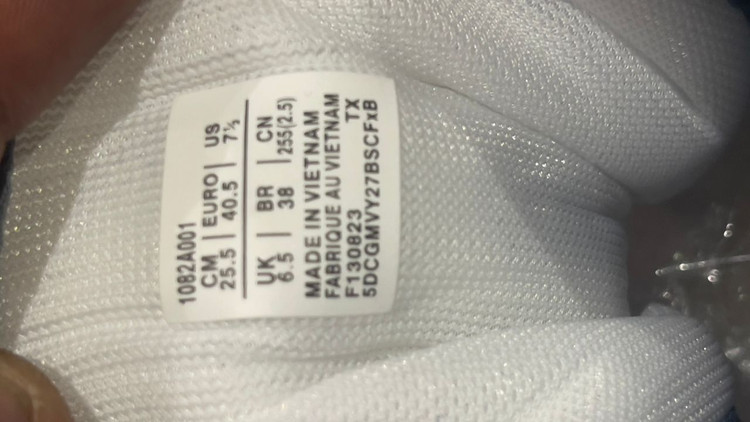 1082A001
CM | EURO | US
25.5 | 40.5 | 7½
UK | BR | CN
6.5 | 38 | 255(2.5)
MADE IN VIETNAM
FABRIQUE AU VIETNAM
F130823 TX
5DCGMVY27BSCFxB